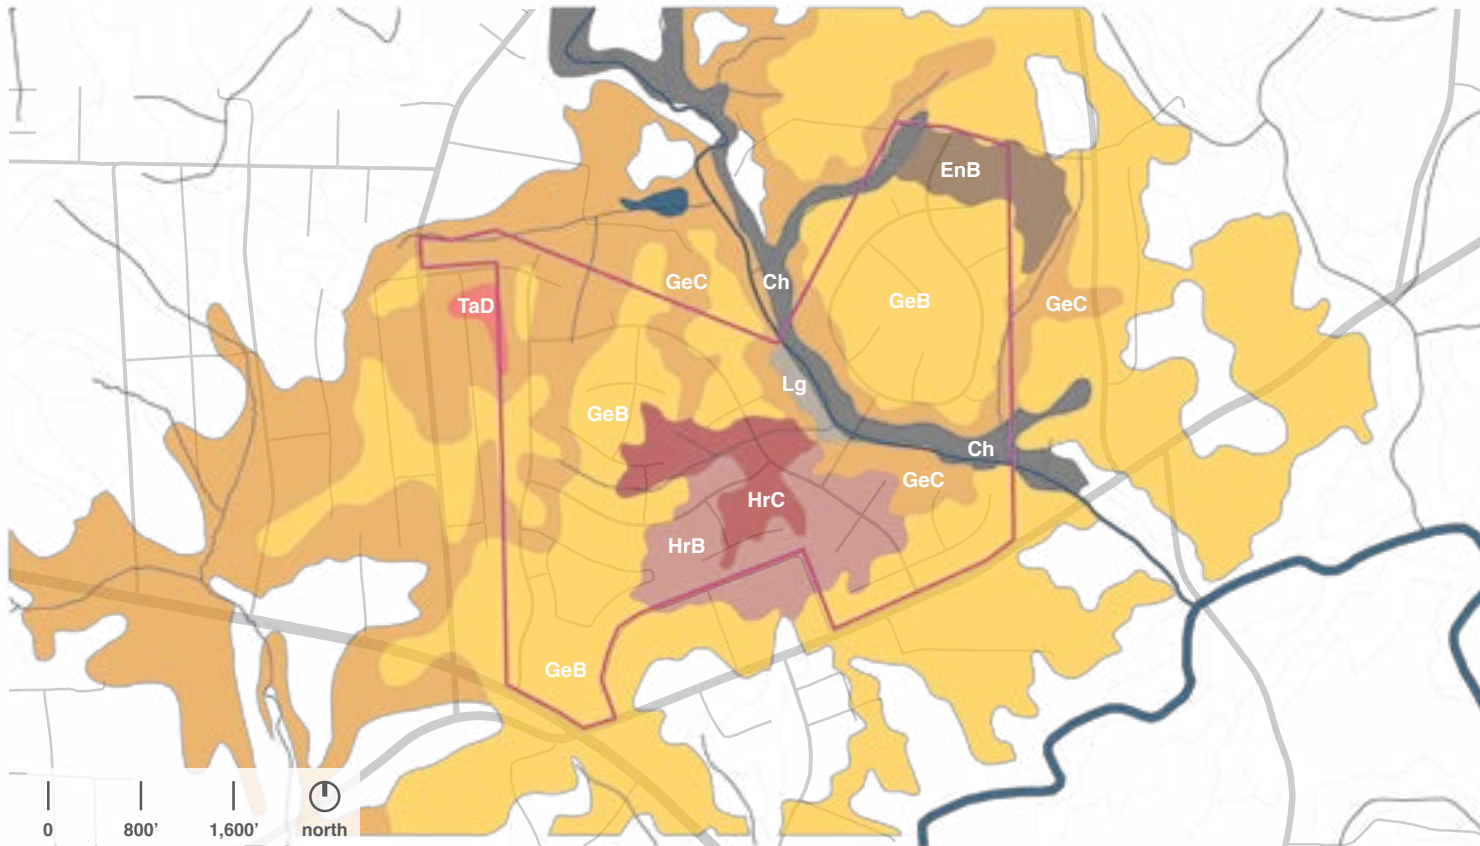 EnB
GeC
Ch
GeB
GeC
TaD
Lg
GeB
Ch
GeC
HrC
HrB
GeB
0
800’
1,600’
north